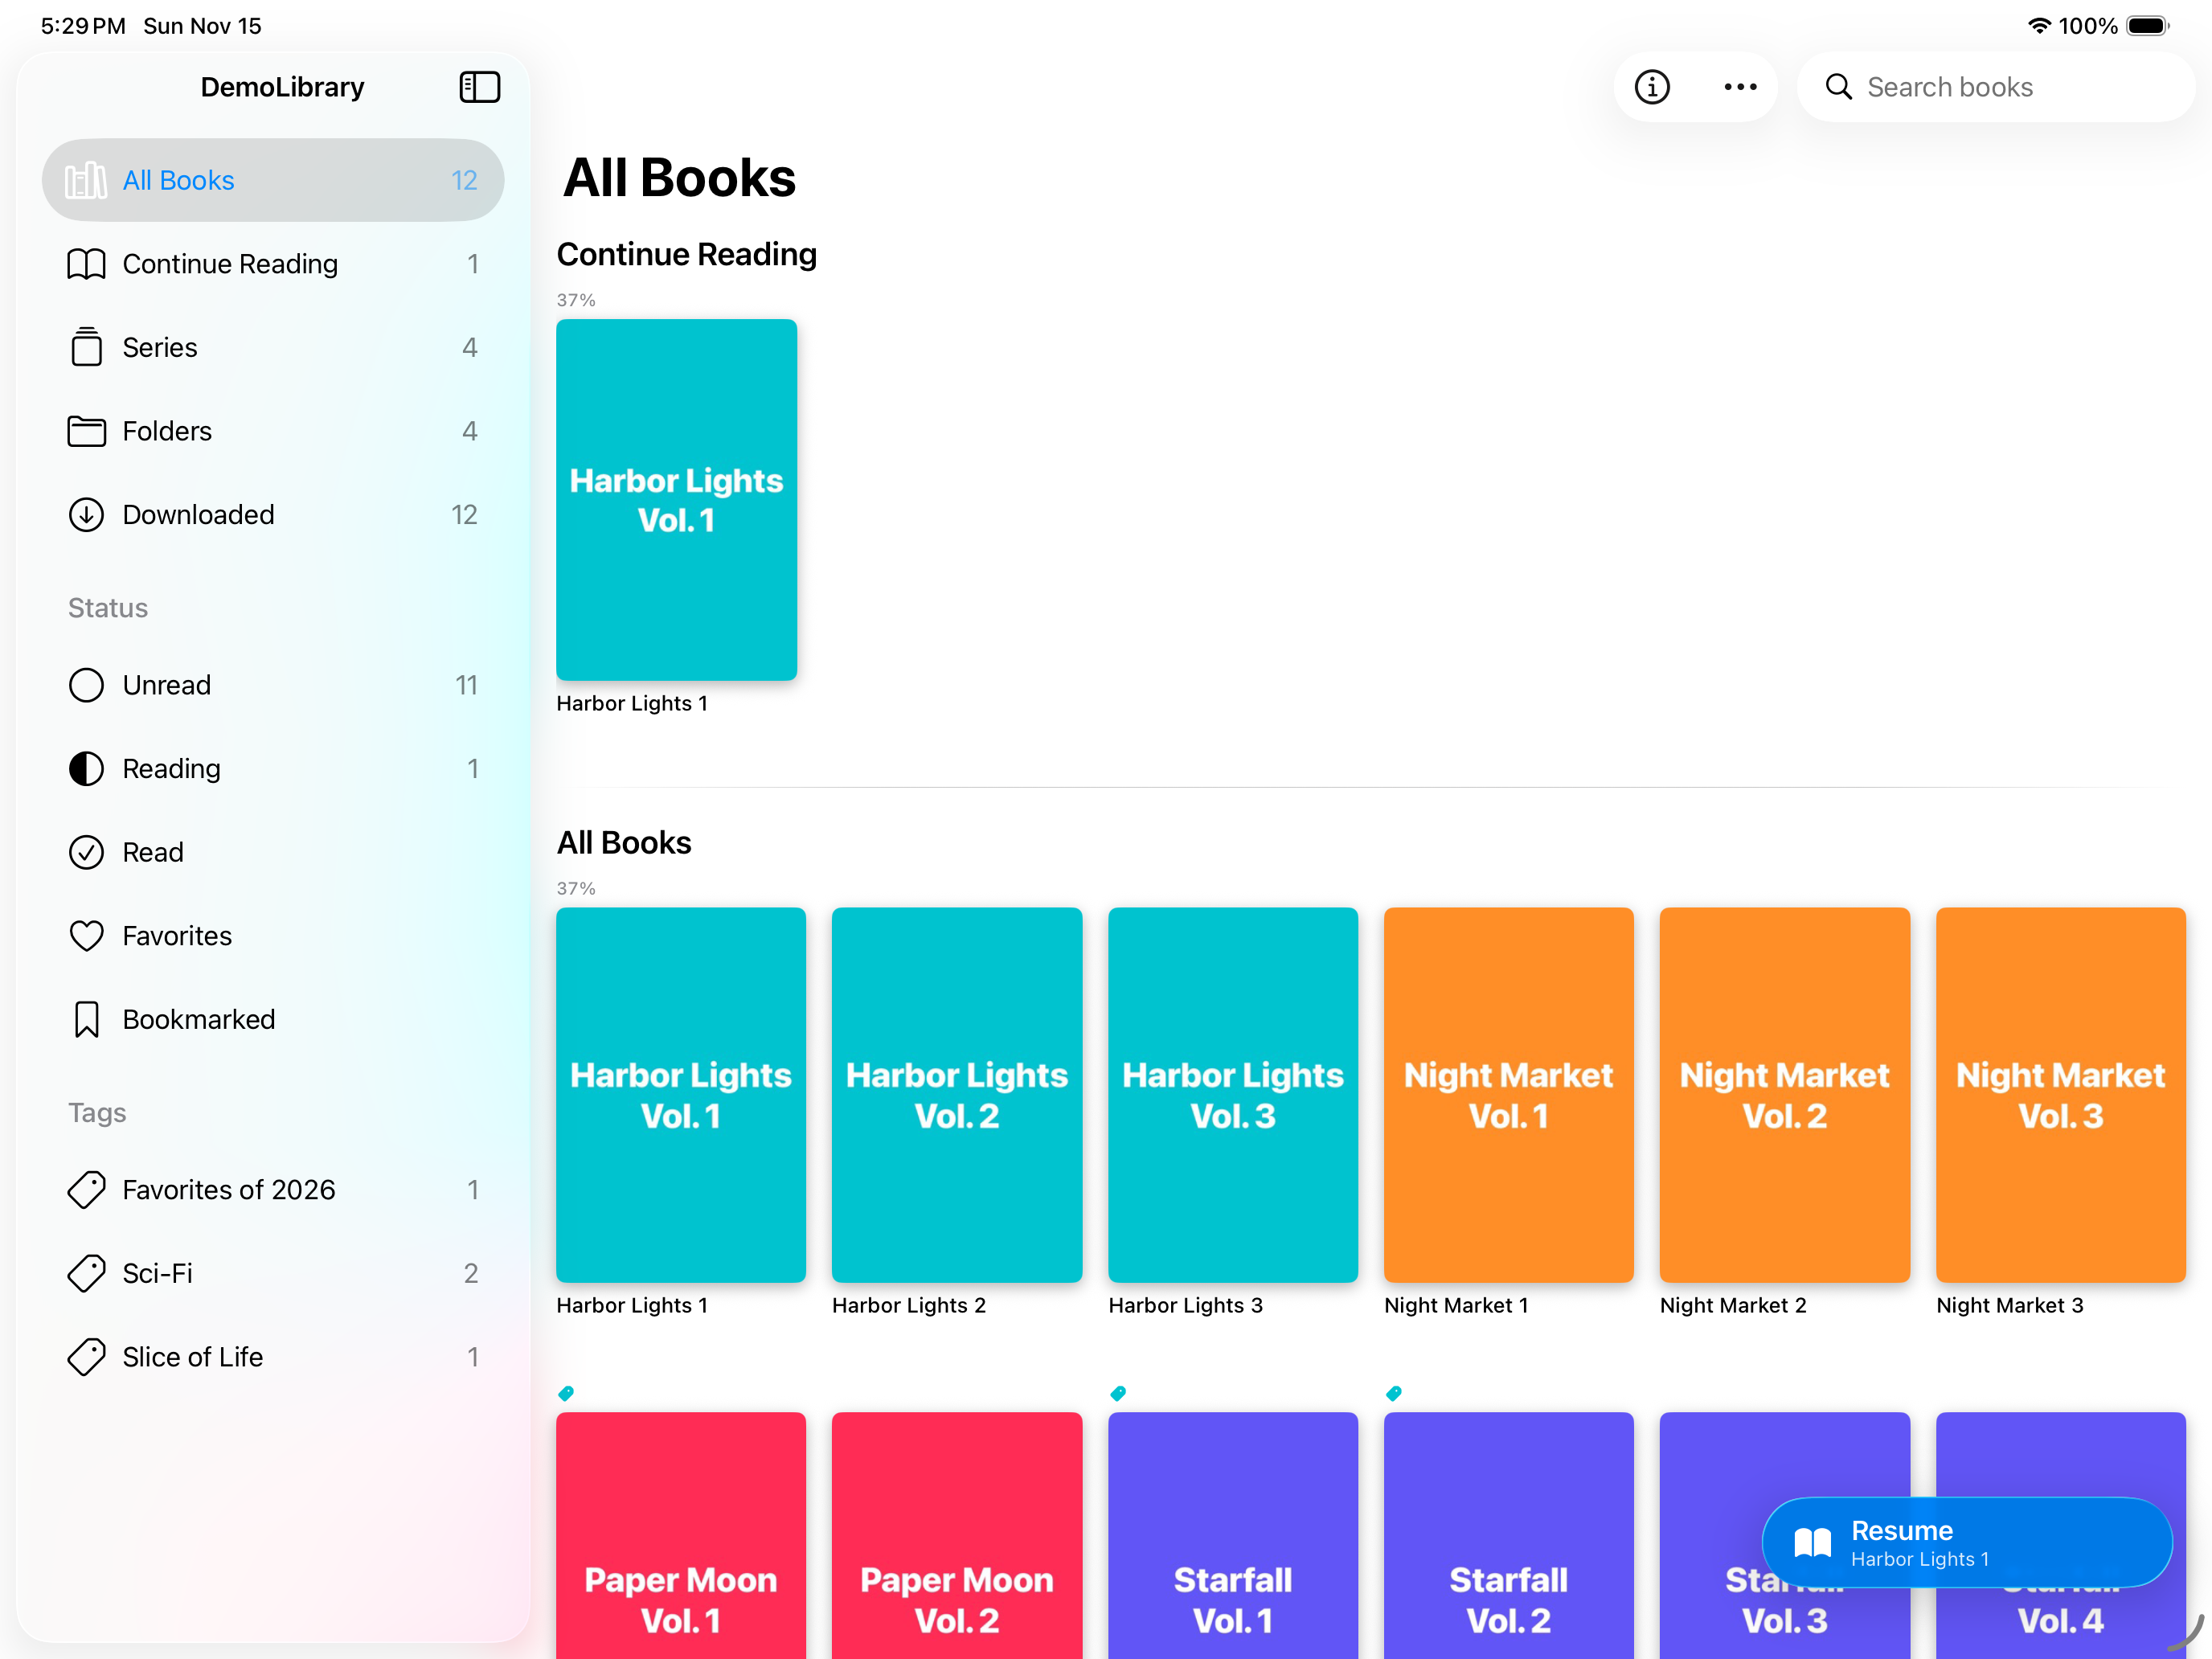 5:29 PM Sun Nov 15
100%
DemoLibrary
Search books
All Books 12
Continue Reading 1
Series 4
Folders 4
Downloaded 12
Status
Unread 11
Reading 1
Read
Favorites
Bookmarked
Tags
Favorites of 2026 1
Sci-Fi 2
Slice of Life 1
All Books
Continue Reading
37%
Harbor Lights
Vol. 1
Harbor Lights 1
All Books
37%
Harbor Lights
Vol. 1
Harbor Lights
Vol. 2
Harbor Lights
Vol. 3
Night Market
Vol. 1
Night Market
Vol. 2
Night Market
Vol. 3
Harbor Lights 1
Harbor Lights 2
Harbor Lights 3
Night Market 1
Night Market 2
Night Market 3
Paper Moon
Vol. 1
Paper Moon
Vol. 2
Starfall
Vol. 1
Starfall
Vol. 2
Vol. 3
Vol. 4
Resume
Harbor Lights 1